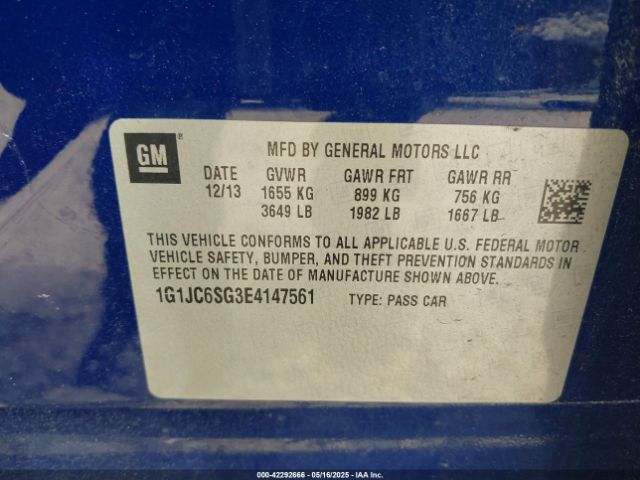 GM ®
MFD BY GENERAL MOTORS LLC
DATE GVWR GAWR FRT GAWR RR
12/13 1655 KG 899 KG 756 KG
3649 LB 1982 LB 1667 LB
THIS VEHICLE CONFORMS TO ALL APPLICABLE U.S. FEDERAL MOTOR
VEHICLE SAFETY, BUMPER, AND THEFT PREVENTION STANDARDS IN
EFFECT ON THE DATE OF MANUFACTURE SHOWN ABOVE.
1G1JC6SG3E4147561 TYPE: PASS CAR
000-42292666 - 05/16/2025 - IAA Inc.